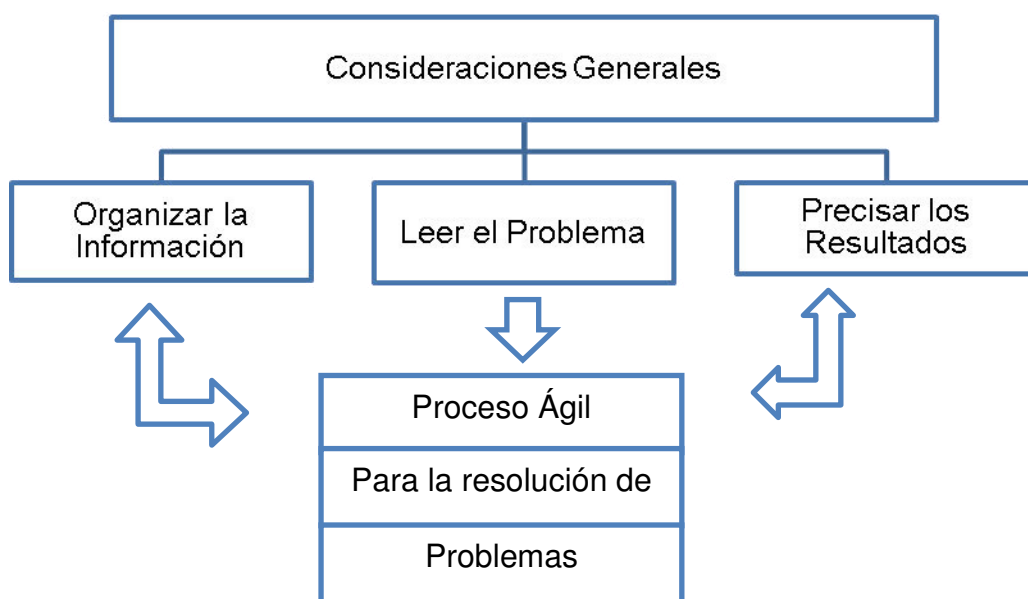 Consideraciones Generales
Organizar la
Información
Leer el Problema
Precisar los
Resultados
Proceso Ágil
Para la resolución de
Problemas